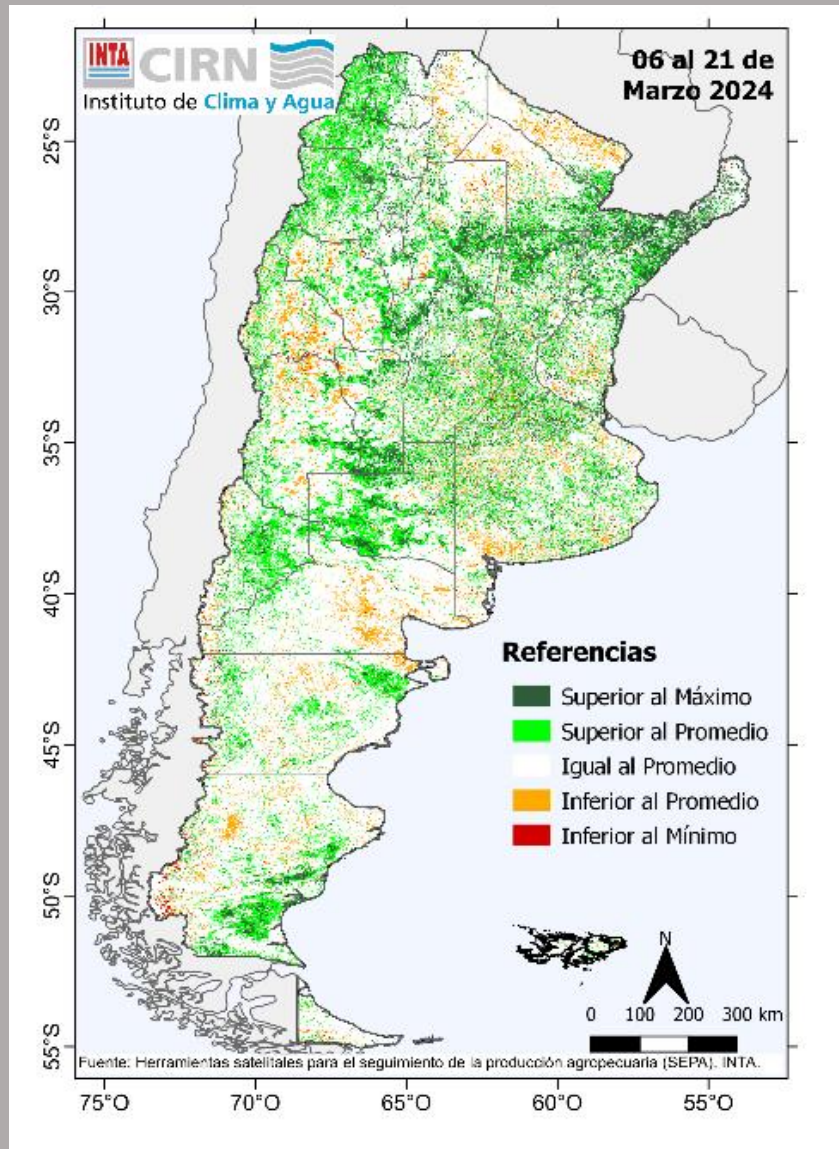 INTA
CIRN
Instituto de Clima y Agua
06 al 21 de
Marzo 2024
25°S
30°S
35°S
40°S
45°S
50°S
55°S
Referencias
Superior al Máximo
Superior al Promedio
Igual al Promedio
Inferior al Promedio
Inferior al Mínimo
N
0 100 200 300 km
Fuente: Herramientas satelitales para el seguimiento de la producción agropecuaria (SEPA). INTA.
75°O 70°O 65°O 60°O 55°O